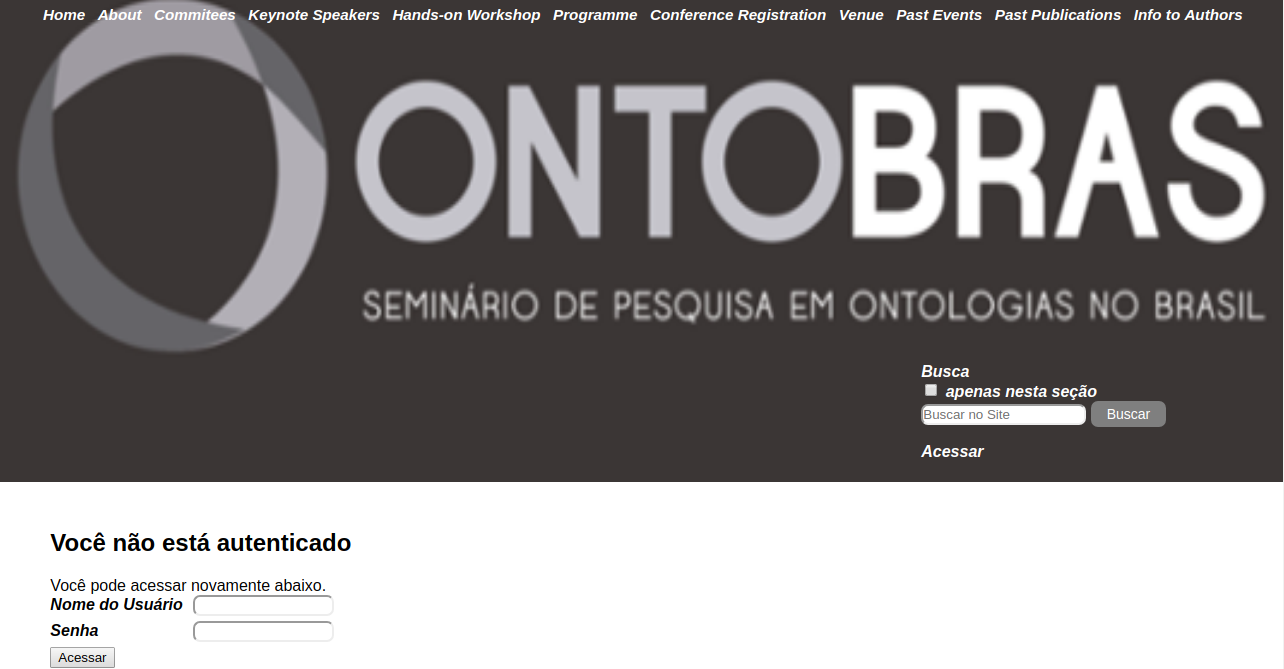 Home About Commitees Keynote Speakers Hands-on Workshop Programme Conference Registration Venue Past Events Past Publications Info to Authors
ONTOBRAS
SEMINÁRIO DE PESQUISA EM ONTOLOGIAS NO BRASIL
Busca
apenas nesta seção
Buscar no Site Buscar
Acessar
Você não está autenticado
Você pode acessar novamente abaixo.
Nome do Usuário
Senha
Acessar